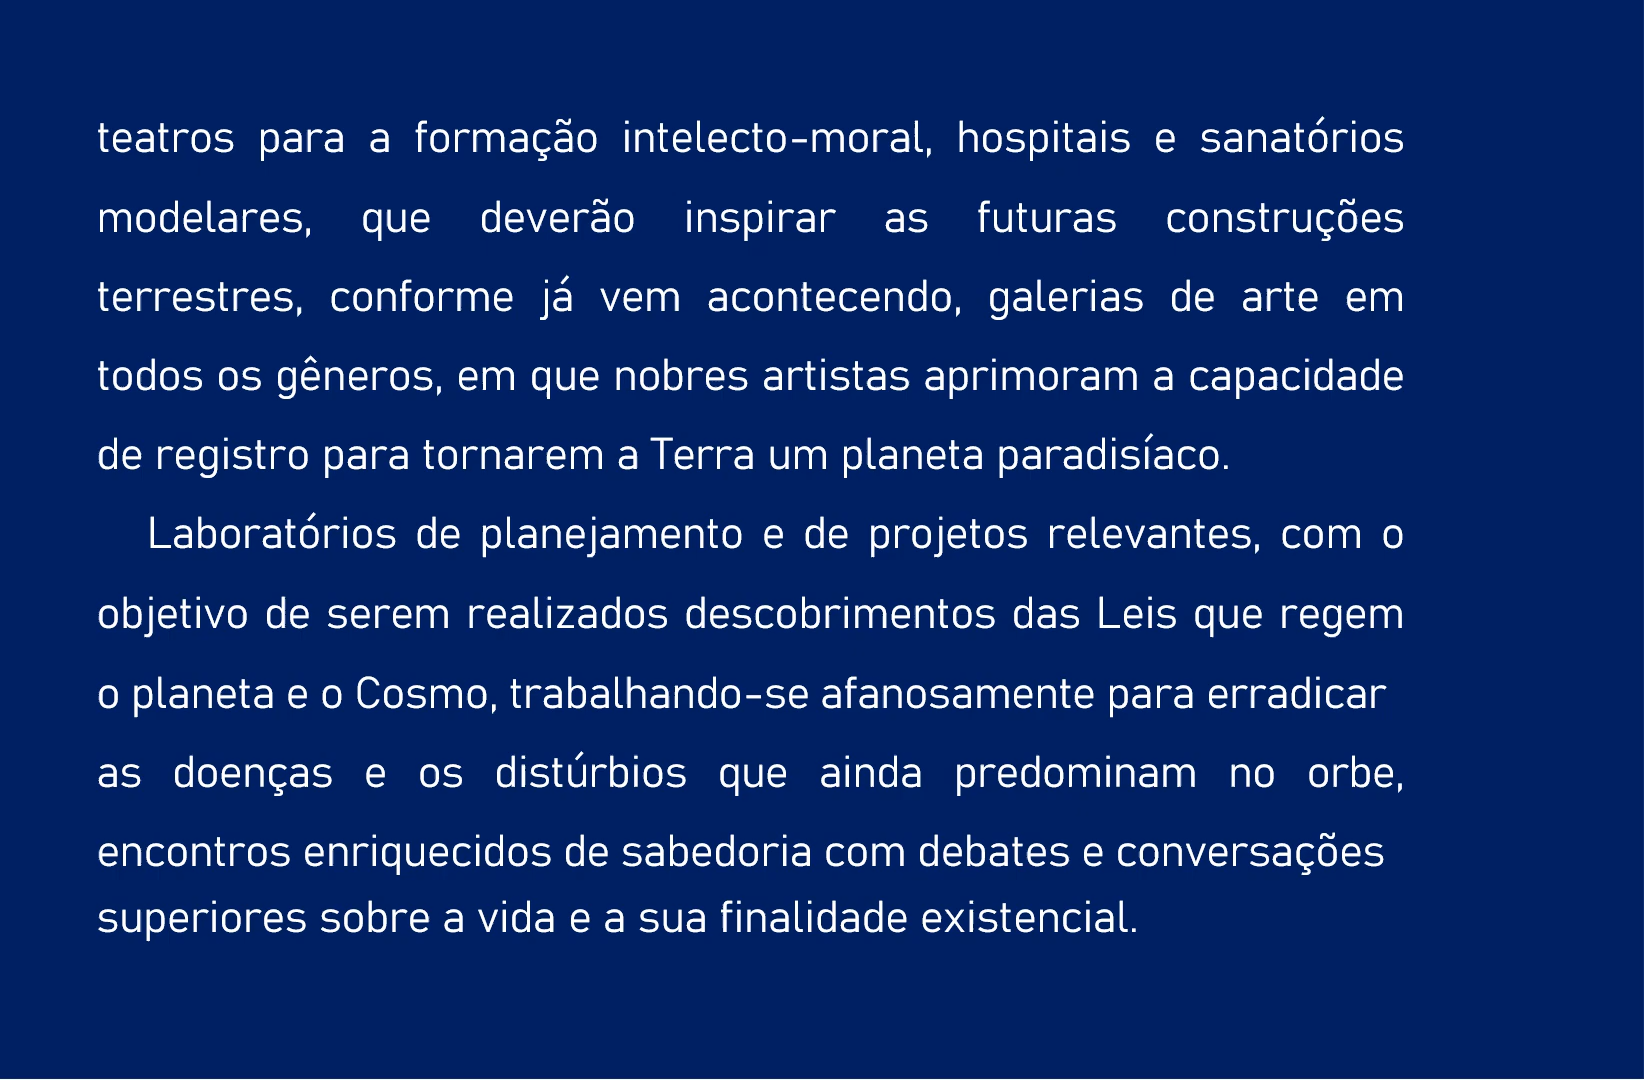 teatros para a formação intelecto-moral, hospitais e sanatórios
modelares, que deverão inspirar as futuras construções
terrestres, conforme já vem acontecendo, galerias de arte em
todos os gêneros, em que nobres artistas aprimoram a capacidade
de registro para tornarem a Terra um planeta paradisíaco.
Laboratórios de planejamento e de projetos relevantes, com o
objetivo de serem realizados descobrimentos das Leis que regem
o planeta e o Cosmo, trabalhando-se afanosamente para erradicar
as doenças e os distúrbios que ainda predominam no orbe,
encontros enriquecidos de sabedoria com debates e conversações
superiores sobre a vida e a sua finalidade existencial.